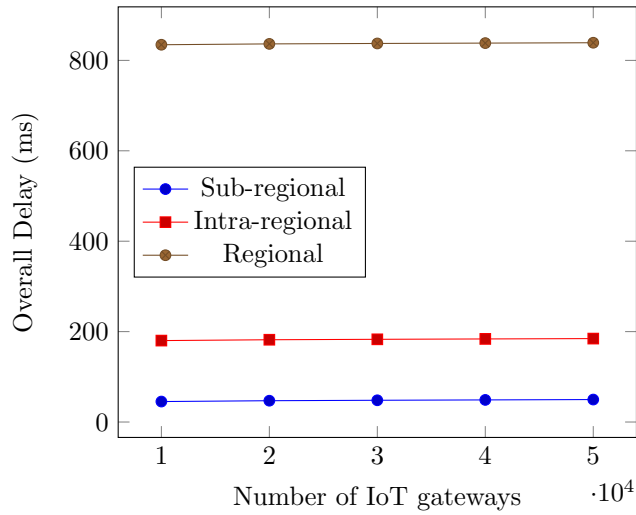 800
600
400
200
0
Overall Delay (ms)
Sub-regional
Intra-regional
Regional
1 2 3 4 5
·10^4
Number of IoT gateways